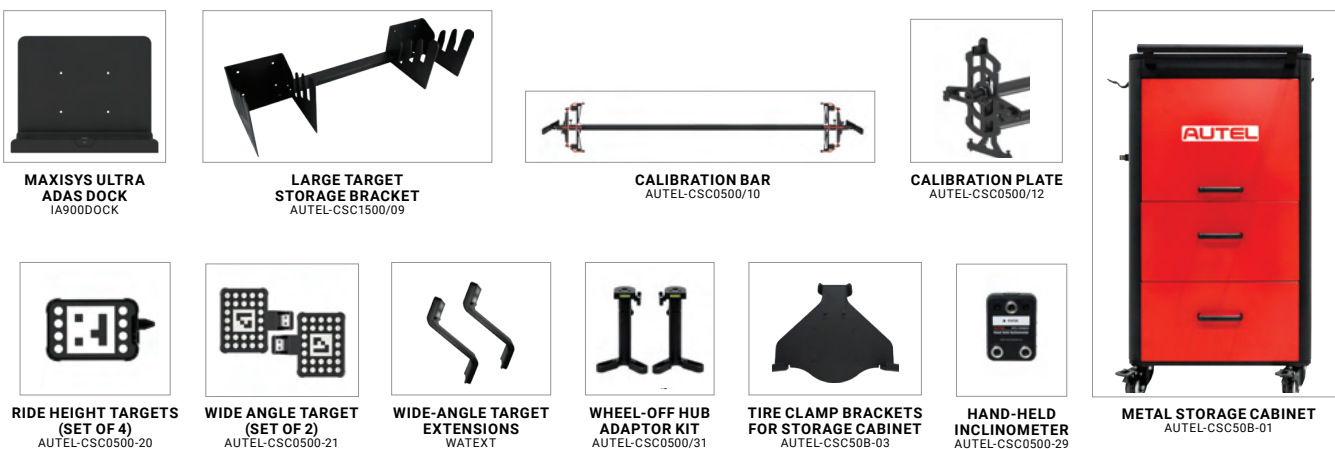 MAXISYS ULTRA
ADAS DOCK
IA900DOCK
LARGE TARGET
STORAGE BRACKET
AUTEL-CSC1500/09
CALIBRATION BAR
AUTEL-CSC0500/10
CALIBRATION PLATE
AUTEL-CSC0500/12
AUTEL
METAL STORAGE CABINET
AUTEL-CSC50B-01
RIDE HEIGHT TARGETS
(SET OF 4)
AUTEL-CSC0500-20
WIDE ANGLE TARGET
(SET OF 2)
AUTEL-CSC0500-21
WIDE-ANGLE TARGET
EXTENSIONS
WATEXT
WHEEL-OFF HUB
ADAPTOR KIT
AUTEL-CSC0500/31
TIRE CLAMP BRACKETS
FOR STORAGE CABINET
AUTEL-CSC50B-03
HAND-HELD
INCLINOMETER
AUTEL-CSC0500-29